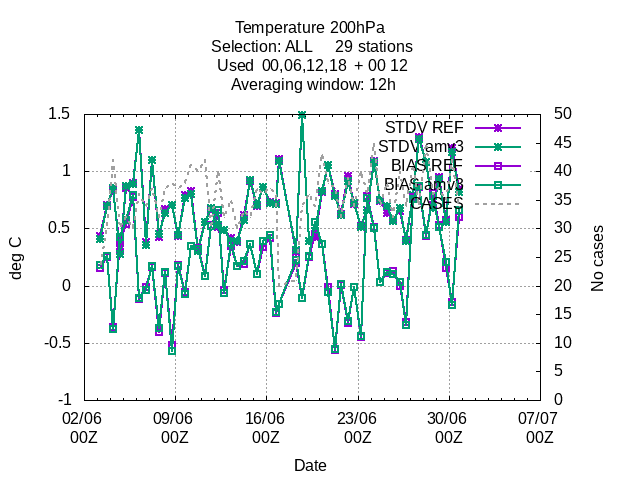 Temperature 200hPa
Selection: ALL 29 stations
Used 00,06,12,18 + 00 12
Averaging window: 12h
1.5
1
0.5
0
-0.5
-1
50
45
40
35
30
25
20
15
10
5
0
deg C
No cases
STDV REF
STDV amv3
BIAS REF
BIAS amv3
CASES
02/06 09/06 16/06 23/06 30/06 07/07
00Z 00Z 00Z 00Z 00Z 00Z
Date